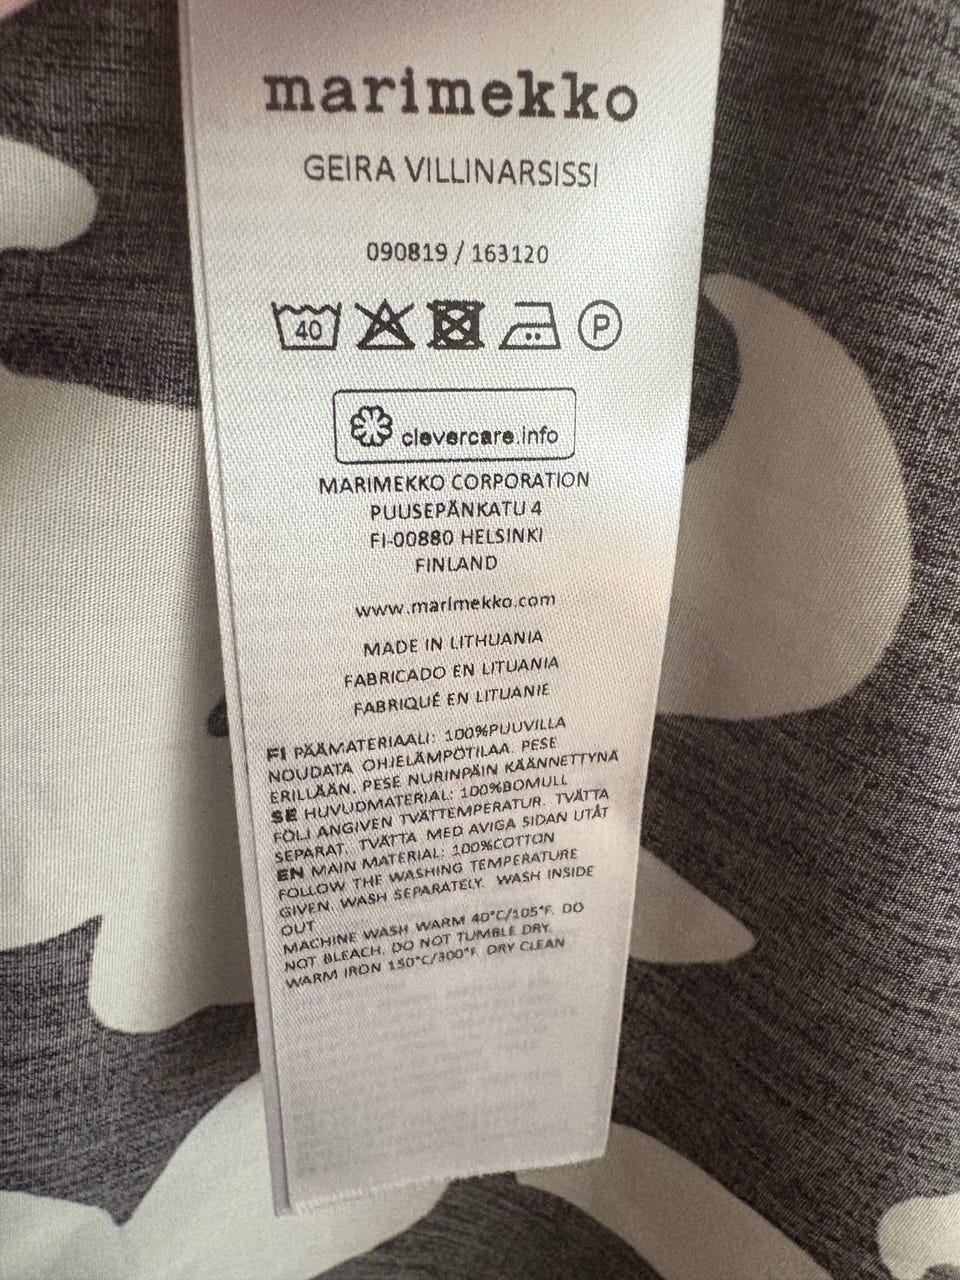 marimekko
GEIRA VILLINARSISSI
090819 / 163120
40 P
clevercare.info
MARIMEKKO CORPORATION
PUUSEPÄNKATU 4
FI-00880 HELSINKI
FINLAND
www.marimekko.com
MADE IN LITHUANIA
FABRICADO EN LITUANIA
FABRIQUÉ EN LITUANIE
FI PÄÄMATERIAALI: 100%PUUVILLA
NOUDATA OHJELÄMPÖTILAA. PESE
ERILLÄÄN. PESE NURINPÄIN KÄÄNNETTYNÄ
SE HUVUDMATERIAL: 100%BOMULL
FÖLJ ANGIVEN TVÄTTEMPERATUR. TVÄTTA
SEPARAT. TVÄTTA MED AVIGA SIDAN UTÅT
EN MAIN MATERIAL: 100%COTTON
FOLLOW THE WASHING TEMPERATURE
GIVEN. WASH SEPARATELY. WASH INSIDE
OUT
MACHINE WASH WARM 40°C/105°F. DO
NOT BLEACH. DO NOT TUMBLE DRY.
WARM IRON 150°C/300°F DRY CLEAN